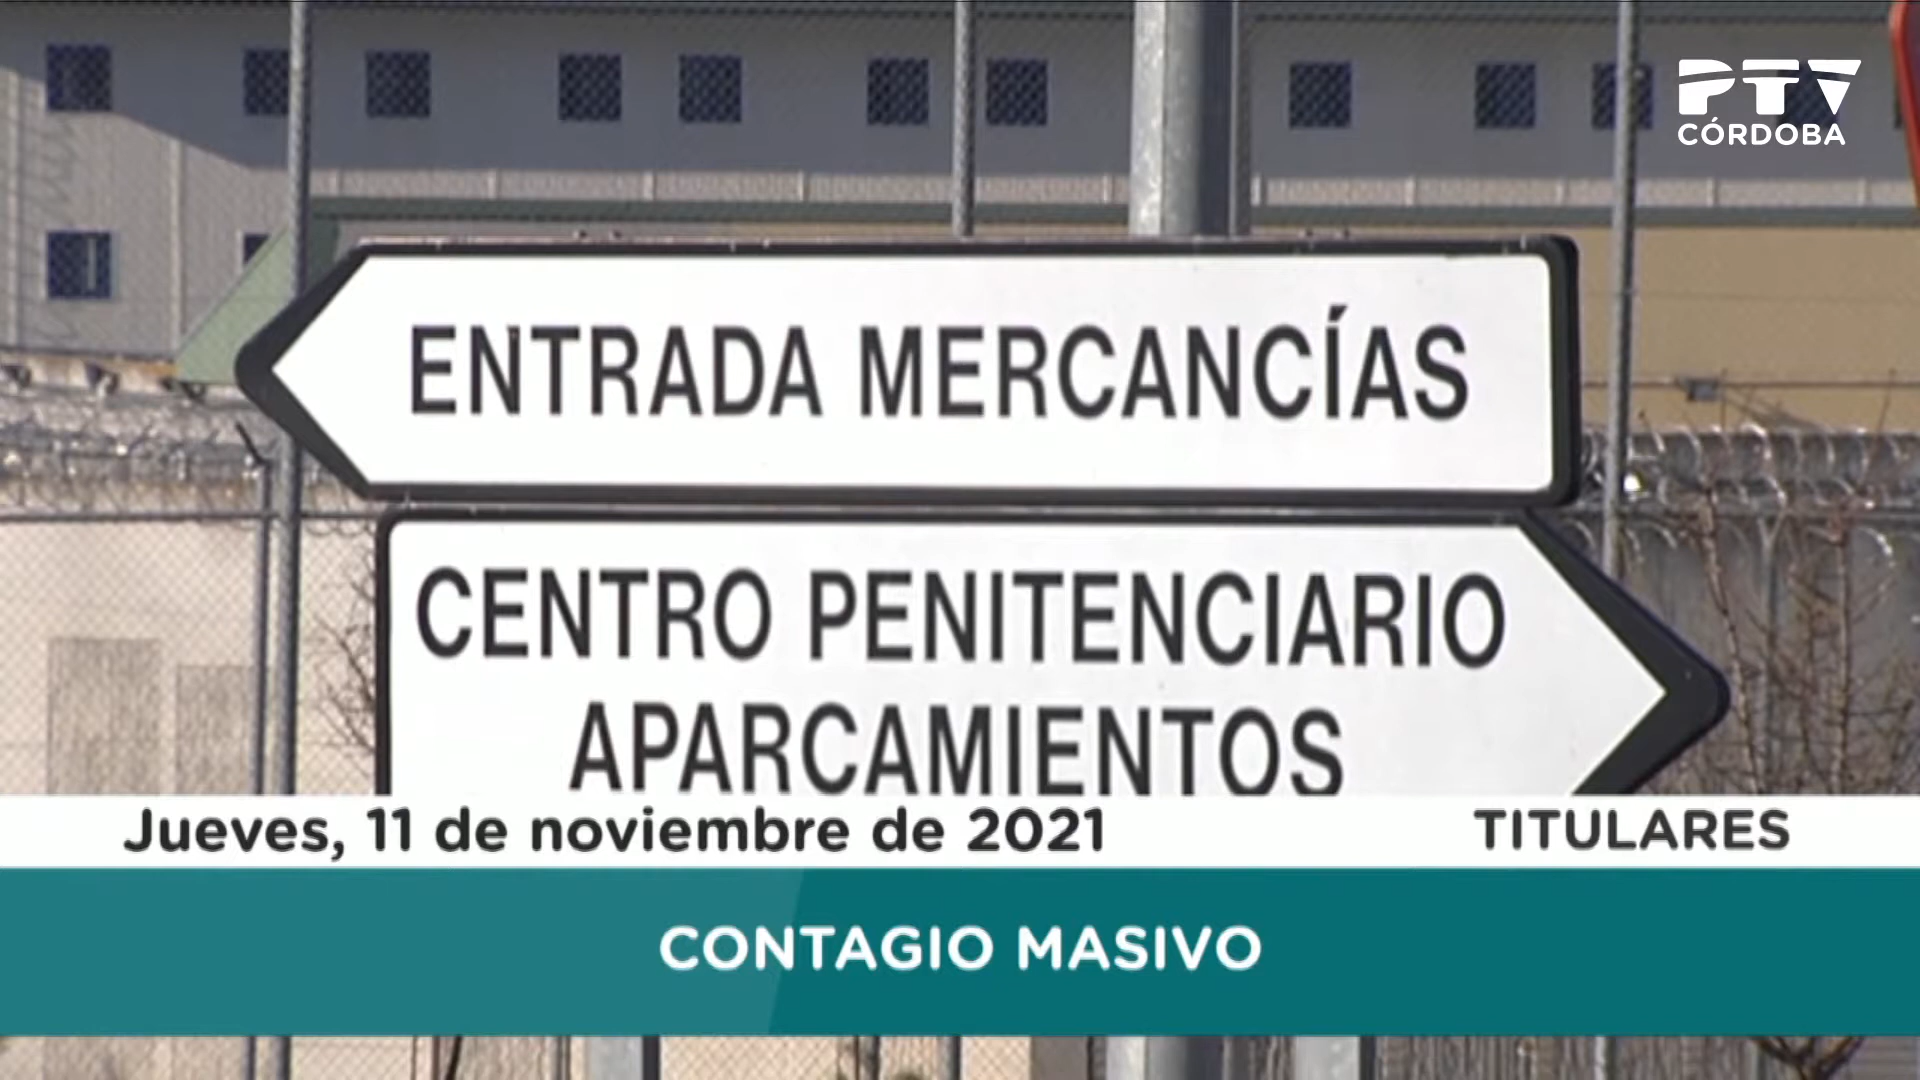 PTV
CÓRDOBA
ENTRADA MERCANCÍAS
CENTRO PENITENCIARIO
APARCAMIENTOS
Jueves, 11 de noviembre de 2021
TITULARES
CONTAGIO MASIVO